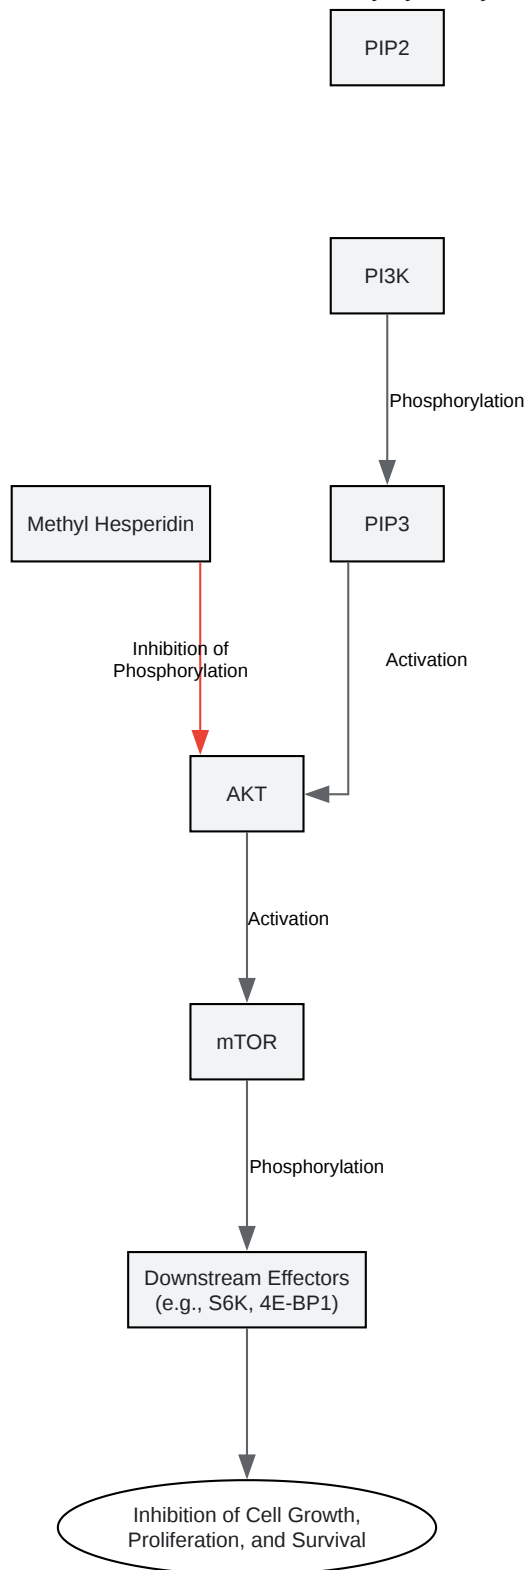 PIP2
PI3K
Phosphorylation
Methyl Hesperidin
PIP3
Inhibition of
Phosphorylation
Activation
AKT
Activation
mTOR
Phosphorylation
Downstream Effectors
(e.g., S6K, 4E-BP1)
Inhibition of Cell Growth,
Proliferation, and Survival